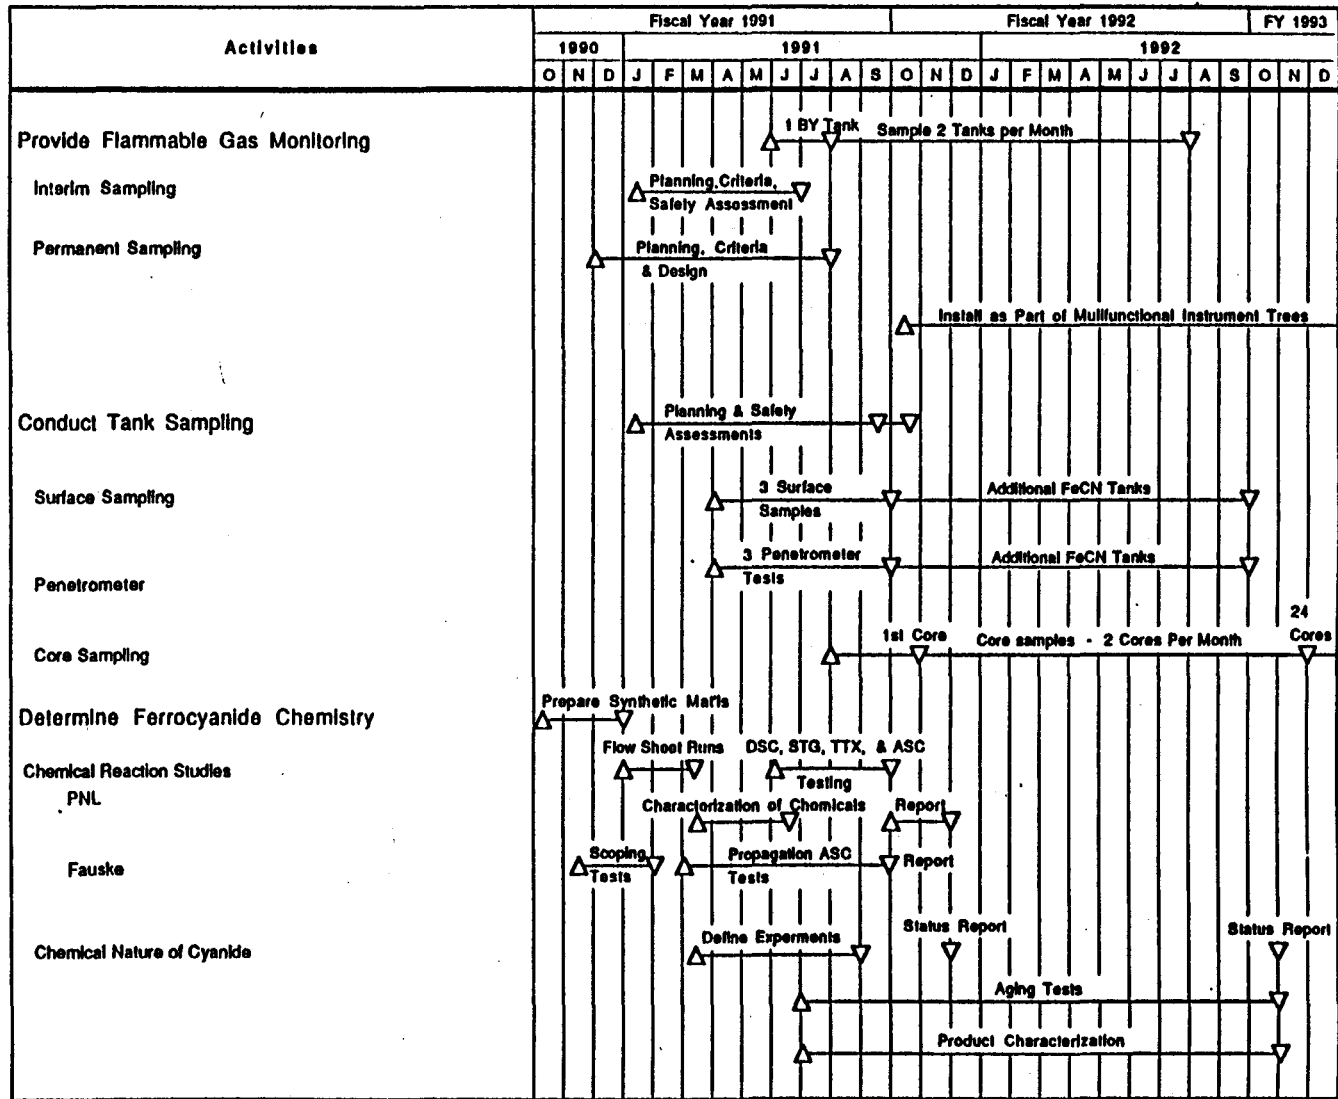 Fiscal Year 1991 Fiscal Year 1992 FY 1993
Activities
1990 1991 1992
O N D J F M A M J J A S O N D J F M A M J J A S O N D
1 BY Tank Sample 2 Tanks per Month
Provide Flammable Gas Monitoring
Interim Sampling
Planning, Criteria,
Safety Assessment
Permanent Sampling
Planning, Criteria
& Design
Install as Part of Multifunctional Instrument Trees
Conduct Tank Sampling
Planning & Safety
Assessments
Surface Sampling
3 Surface
Samples
Additional FeCN Tanks
3 Penetrometer
Tests
Additional FeCN Tanks
Penetrometer
24
Cores
1st Core Core samples - 2 Cores Per Month
Core Sampling
Prepare Synthetic Mat'ls
Determine Ferrocyanide Chemistry
Flow Sheet Runs DSC, STG, TTX, & ASC
Testing
Chemical Reaction Studies
PNL
Characterization of Chemicals Report
Fauske
Scoping
Tests
Propagation ASC
Tests
Report
Status Report Status Report
Chemical Nature of Cyanide
Define Experments
Aging Tests
Product Characterization